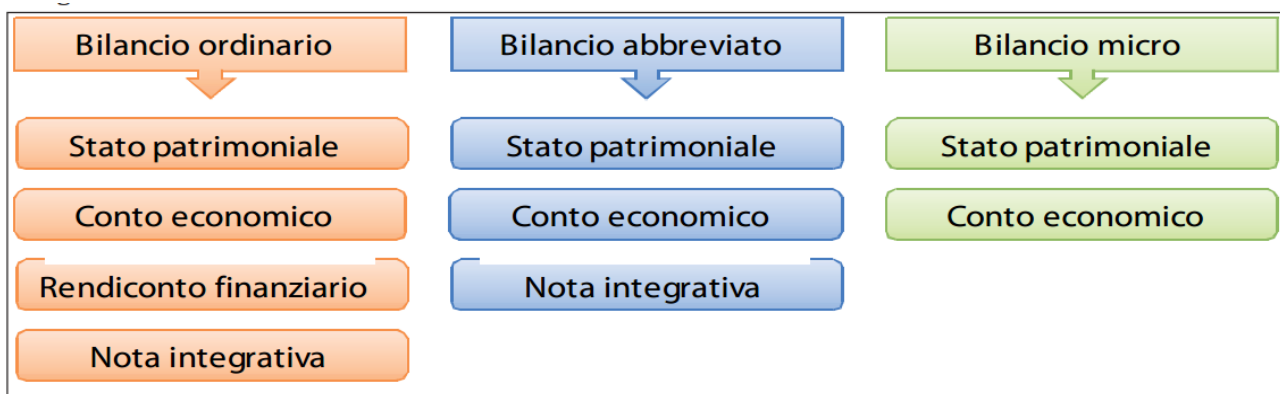 Bilancio ordinario
Stato patrimoniale
Conto economico
Rendiconto finanziario
Nota integrativa
Bilancio abbreviato
Stato patrimoniale
Conto economico
Nota integrativa
Bilancio micro
Stato patrimoniale
Conto economico